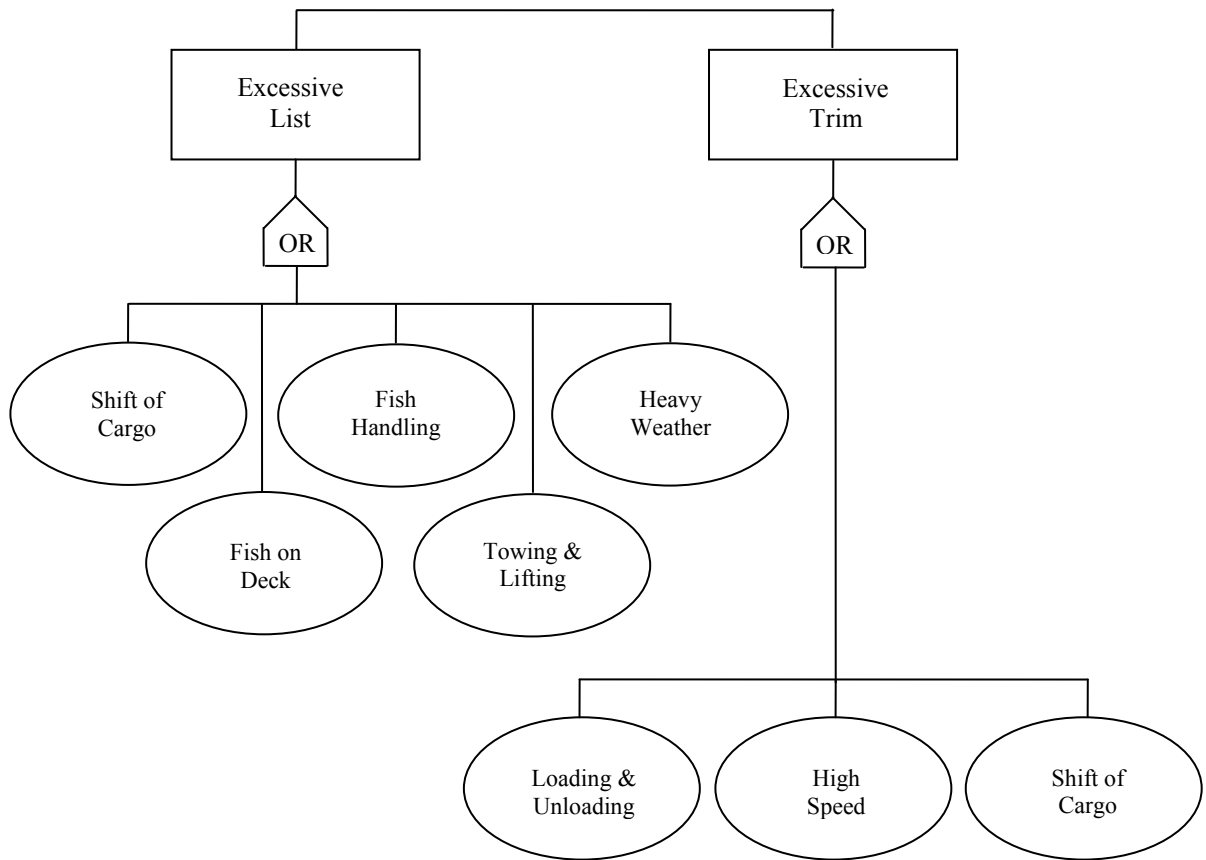 Excessive
List
Excessive
Trim
OR
OR
Shift of
Cargo
Fish
Handling
Heavy
Weather
Fish on
Deck
Towing &
Lifting
Loading &
Unloading
High
Speed
Shift of
Cargo